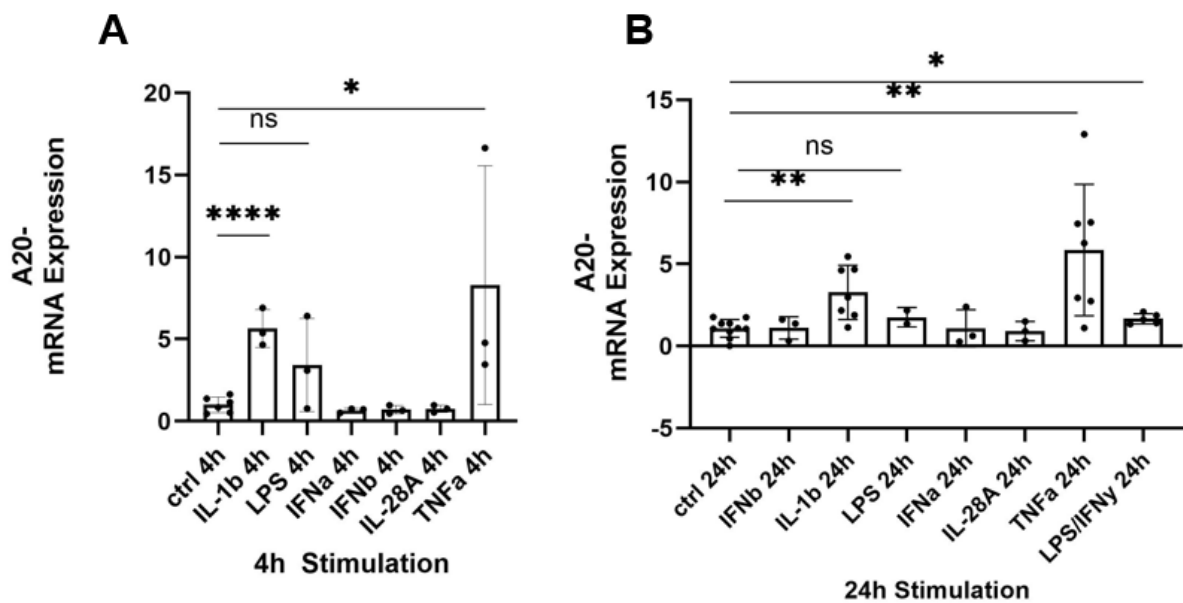 A
A20-
mRNA Expression
20
15
10
5
0
****
ns
*
ctrl 4h
IL-1b 4h
LPS 4h
IFNa 4h
IFNb 4h
IL-28A 4h
TNFa 4h
4h Stimulation
B
A20-
mRNA Expression
15
10
5
0
-5
*
**
ns
**
ctrl 24h
IFNb 24h
IL-1b 24h
LPS 24h
IFNa 24h
IL-28A 24h
TNFa 24h
LPS/IFNy 24h
24h Stimulation